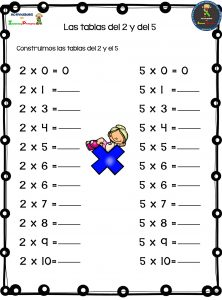 Las tablas del 2 y del 5
Construimos las tablas del 2 y el 5
2 x 0 = 0
2 x 1 =
2 x 3 =
2 x 4 =
2 x 5 =
2 x 5 =
2 x 6 =
2 x 7 =
2 x 8 =
2 x 9 =
2 x 10=
5 x 0 = 0
5 x 1 =
5 x 3 =
5 x 4 =
5 x 5 =
5 x 5 =
5 x 6 =
5 x 7 =
5 x 8 =
5 x 9 =
5 x 10=